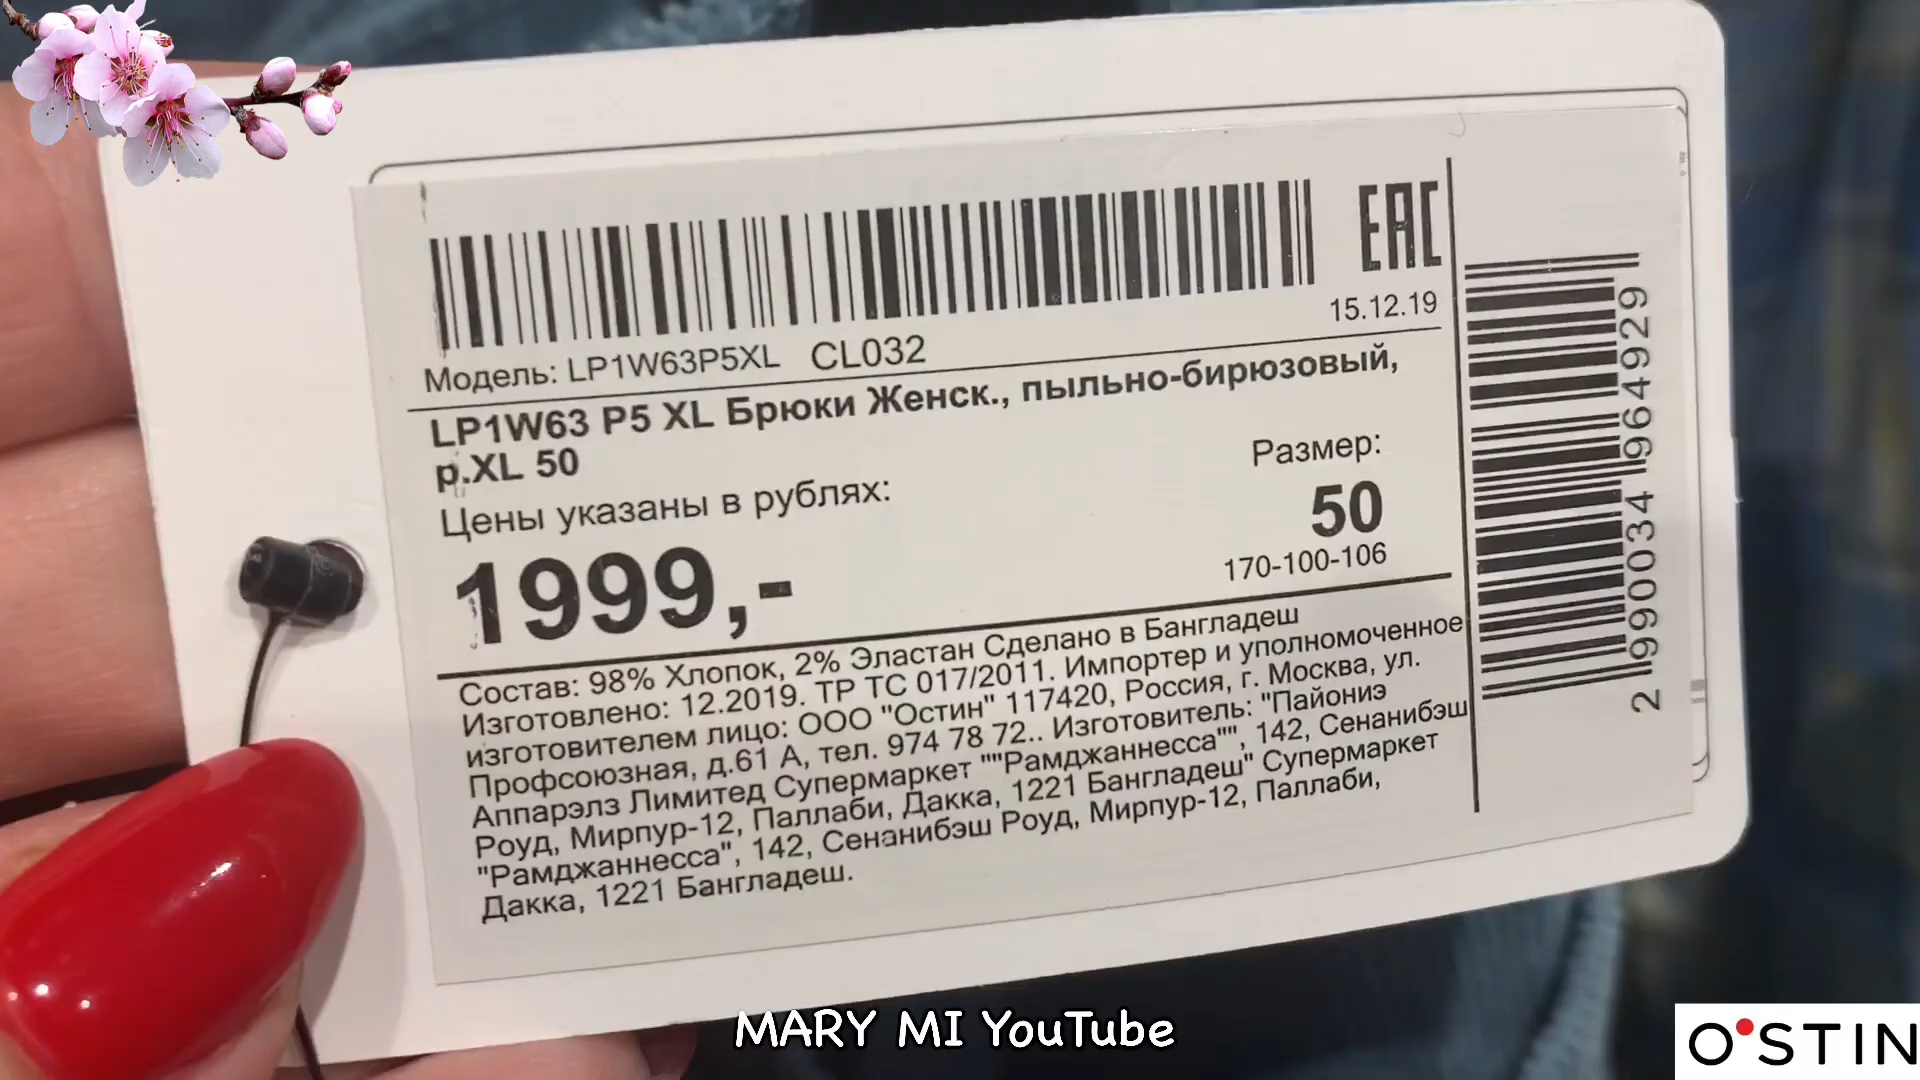 ЕАС
15.12.19
Модель: LP1W63P5XL CL032
LP1W63 P5 XL Брюки Женск., пыльно-бирюзовый,
р.XL 50
Цены указаны в рублях:
Размер:
1999,-
50
170-100-106
Состав: 98% Хлопок, 2% Эластан Сделано в Бангладеш
Изготовлено: 12.2019. ТР ТС 017/2011. Импортер и уполномоченное
изготовителем лицо: ООО "Остин" 117420, Россия, г. Москва, ул.
Профсоюзная, д.61 А, тел. 974 78 72.. Изготовитель: "Пайониэ
Аппарэлз Лимитед Супермаркет ""Рамджаннесса"", 142, Сенанибэш
Роуд, Мирпур-12, Паллаби, Дакка, 1221 Бангладеш" Супермаркет
"Рамджаннесса", 142, Сенанибэш Роуд, Мирпур-12, Паллаби,
Дакка, 1221 Бангладеш.
2 990034 964929
MARY MI YouTube
O'STIN